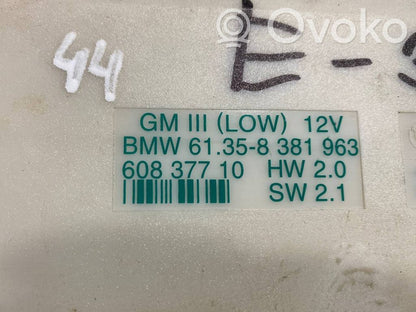 Ovoko
44
GM III (LOW) 12V
BMW 61.35-8 381 963
608 377 10 HW 2.0
SW 2.1